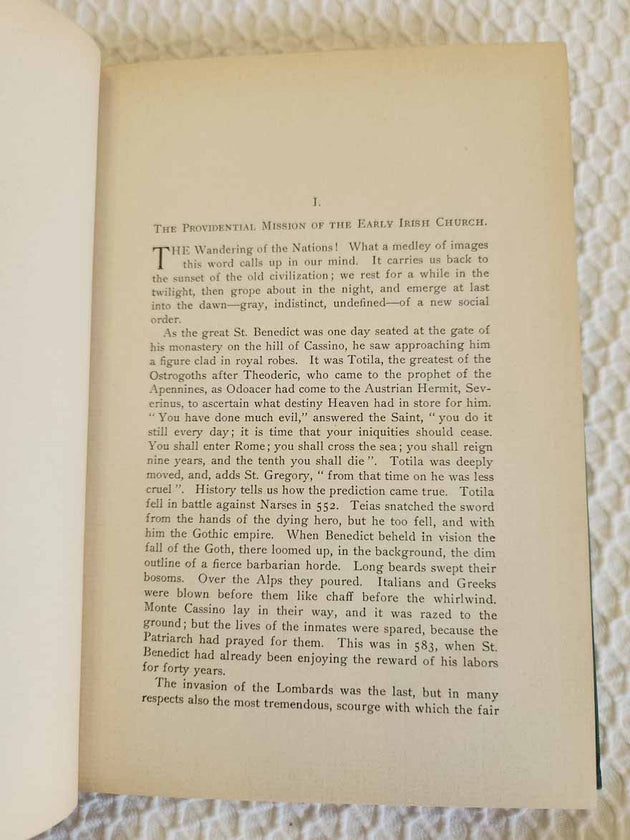 I.
THE PROVIDENTIAL MISSION OF THE EARLY IRISH CHURCH.
THE Wandering of the Nations! What a medley of images
this word calls up in our mind. It carries us back to
the sunset of the old civilization; we rest for a while in the
twilight, then grope about in the night, and emerge at last
into the dawn—gray, indistinct, undefined—of a new social
order.
As the great St. Benedict was one day seated at the gate of
his monastery on the hill of Cassino, he saw approaching him
a figure clad in royal robes. It was Totila, the greatest of the
Ostrogoths after Theoderic, who came to the prophet of the
Apennines, as Odoacer had come to the Austrian Hermit, Sev-
erinus, to ascertain what destiny Heaven had in store for him.
"You have done much evil," answered the Saint, "you do it
still every day; it is time that your iniquities should cease.
You shall enter Rome; you shall cross the sea; you shall reign
nine years, and the tenth you shall die". Totila was deeply
moved, and, adds St. Gregory, "from that time on he was less
cruel". History tells us how the prediction came true. Totila
fell in battle against Narses in 552. Teias snatched the sword
from the hands of the dying hero, but he too fell, and with
him the Gothic empire. When Benedict beheld in vision the
fall of the Goth, there loomed up, in the background, the dim
outline of a fierce barbarian horde. Long beards swept their
bosoms. Over the Alps they poured. Italians and Greeks
were blown before them like chaff before the whirlwind.
Monte Cassino lay in their way, and it was razed to the
ground; but the lives of the inmates were spared, because the
Patriarch had prayed for them. This was in 583, when St.
Benedict had already been enjoying the reward of his labors
for forty years.
The invasion of the Lombards was the last, but in many
respects also the most tremendous, scourge with which the fair